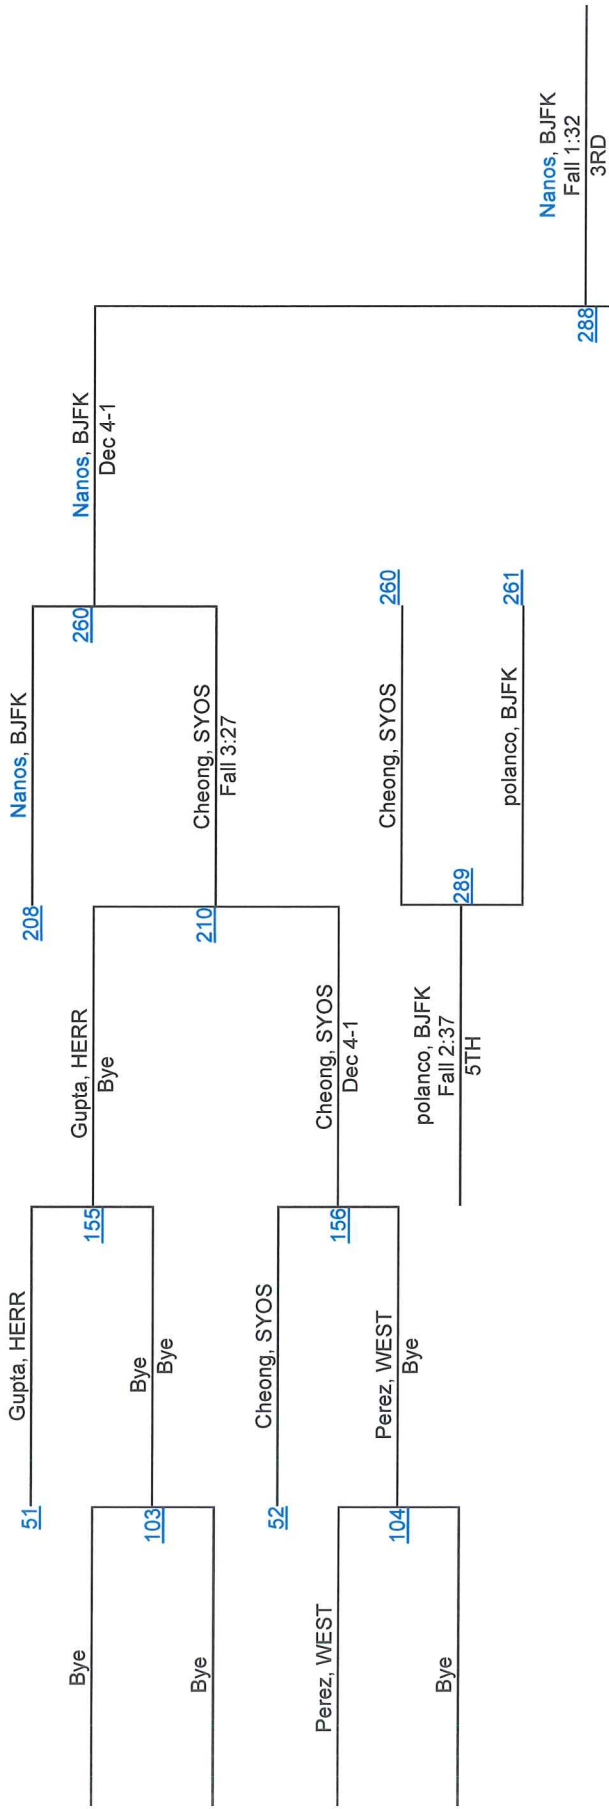 Bye
Bye
Perez, WEST
Bye
51
Gupta, HERR
103
Bye
Bye
52
Cheong, SYOS
104
Perez, WEST
Bye
155
Gupta, HERR
Bye
156
Cheong, SYOS
Dec 4-1
polanco, BJFK
Fall 2:37
5TH
208
Nanos, BJFK
210
Cheong, SYOS
Fall 3:27
289
Cheong, SYOS
260
polanco, BJFK
261
260
Nanos, BJFK
Dec 4-1
288
Nanos, BJFK
Fall 1:32
3RD